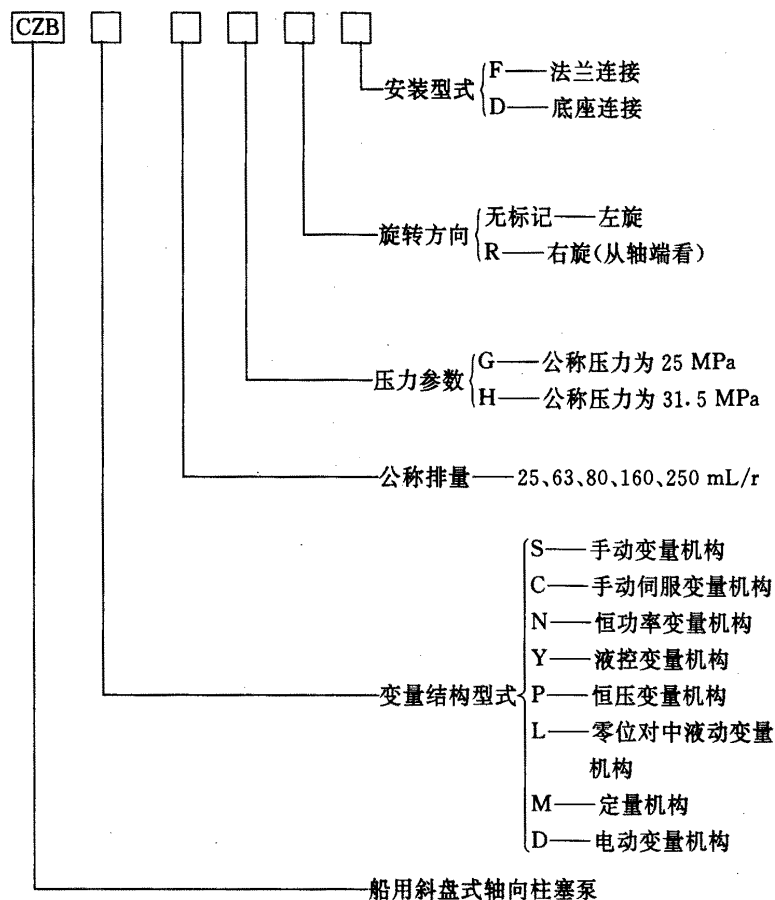 CZB
安装型式
F——法兰连接
D——底座连接
旋转方向
无标记——左旋
R——右旋(从轴端看)
压力参数
G——公称压力为 25 MPa
H——公称压力为 31.5 MPa
公称排量——25、63、80、160、250 mL/r
变量结构型式
S——手动变量机构
C——手动伺服变量机构
N——恒功率变量机构
Y——液控变量机构
P——恒压变量机构
L——零位对中液动变量
机构
M——定量机构
D——电动变量机构
船用斜盘式轴向柱塞泵